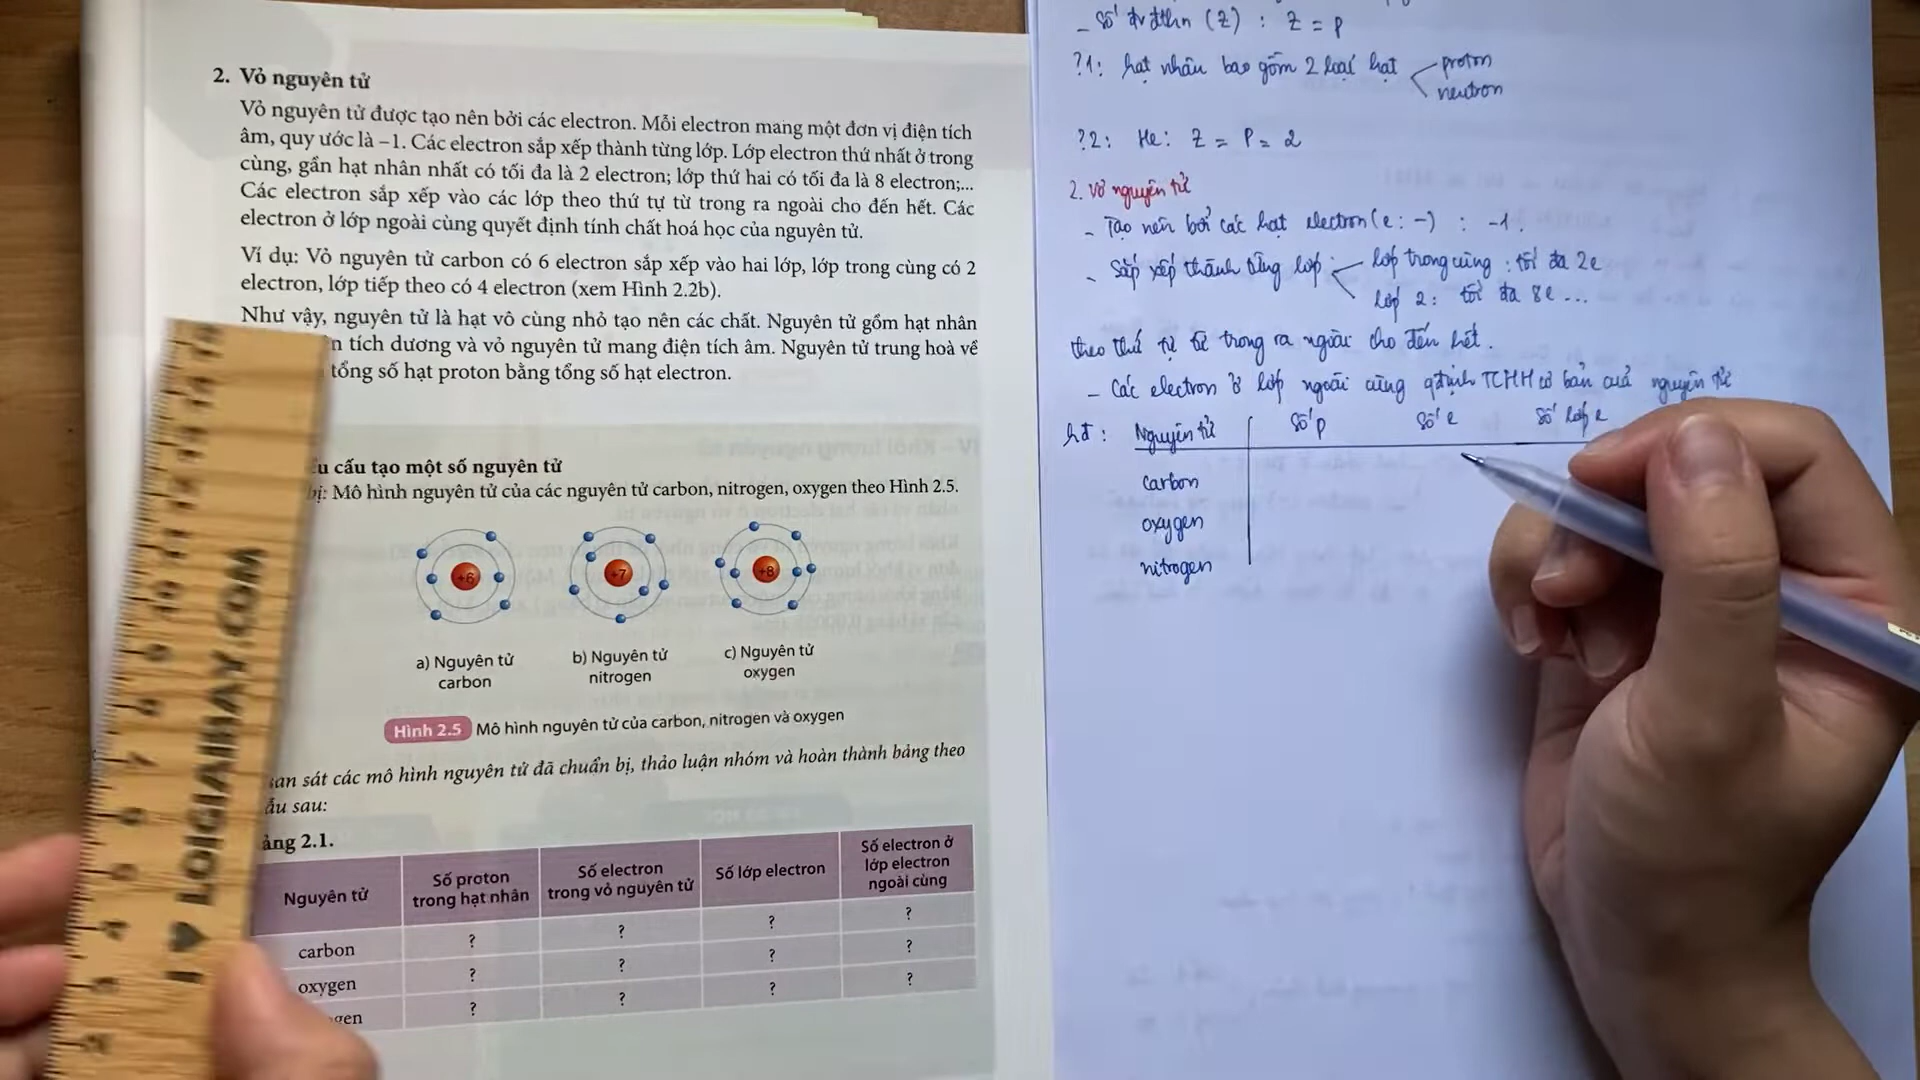 2. Vỏ nguyên tử
Vỏ nguyên tử được tạo nên bởi các electron. Mỗi electron mang một đơn vị điện tích
âm, quy ước là –1. Các electron sắp xếp thành từng lớp. Lớp electron thứ nhất ở trong
cùng, gần hạt nhân nhất có tối đa là 2 electron; lớp thứ hai có tối đa là 8 electron;...
Các electron sắp xếp vào các lớp theo thứ tự từ trong ra ngoài cho đến hết. Các
electron ở lớp ngoài cùng quyết định tính chất hoá học của nguyên tử.
Ví dụ: Vỏ nguyên tử carbon có 6 electron sắp xếp vào hai lớp, lớp trong cùng có 2
electron, lớp tiếp theo có 4 electron (xem Hình 2.2b).
Như vậy, nguyên tử là hạt vô cùng nhỏ tạo nên các chất. Nguyên tử gồm hạt nhân
n tích dương và vỏ nguyên tử mang điện tích âm. Nguyên tử trung hoà về
tổng số hạt proton bằng tổng số hạt electron.
u cấu tạo một số nguyên tử
bị: Mô hình nguyên tử của các nguyên tử carbon, nitrogen, oxygen theo Hình 2.5.
+6 +7 +8
a) Nguyên tử carbon
b) Nguyên tử nitrogen
c) Nguyên tử oxygen
Hình 2.5 Mô hình nguyên tử của carbon, nitrogen và oxygen
an sát các mô hình nguyên tử đã chuẩn bị, thảo luận nhóm và hoàn thành bảng theo
ẫu sau:
ảng 2.1.
Nguyên tử
Số proton trong hạt nhân
Số electron trong vỏ nguyên tử
Số lớp electron
Số electron ở lớp electron ngoài cùng
carbon ? ? ? ?
oxygen ? ? ? ?
gen ? ? ? ?
I ♥ LOIGIAIHAY.COM
15 14 13 12 11 10 9 8 7 6 5 4 3 2
– Số đv đthn (Z) : Z = p
?1: hạt nhân bao gồm 2 loại hạt proton
neutron
?2: He: Z = P = 2
2. Vỏ nguyên tử
– Tạo nên bởi các hạt electron (e: –) : -1.
– Sắp xếp thành từng lớp lớp trong cùng : tối đa 2e
lớp 2: tối đa 8e ...
theo thứ tự từ trong ra ngoài cho đến hết.
– Các electron ở lớp ngoài cùng qđịnh TCHH cơ bản của nguyên tử
hđ: Nguyên tử Số p Số e Số lớp e
carbon
oxygen
nitrogen